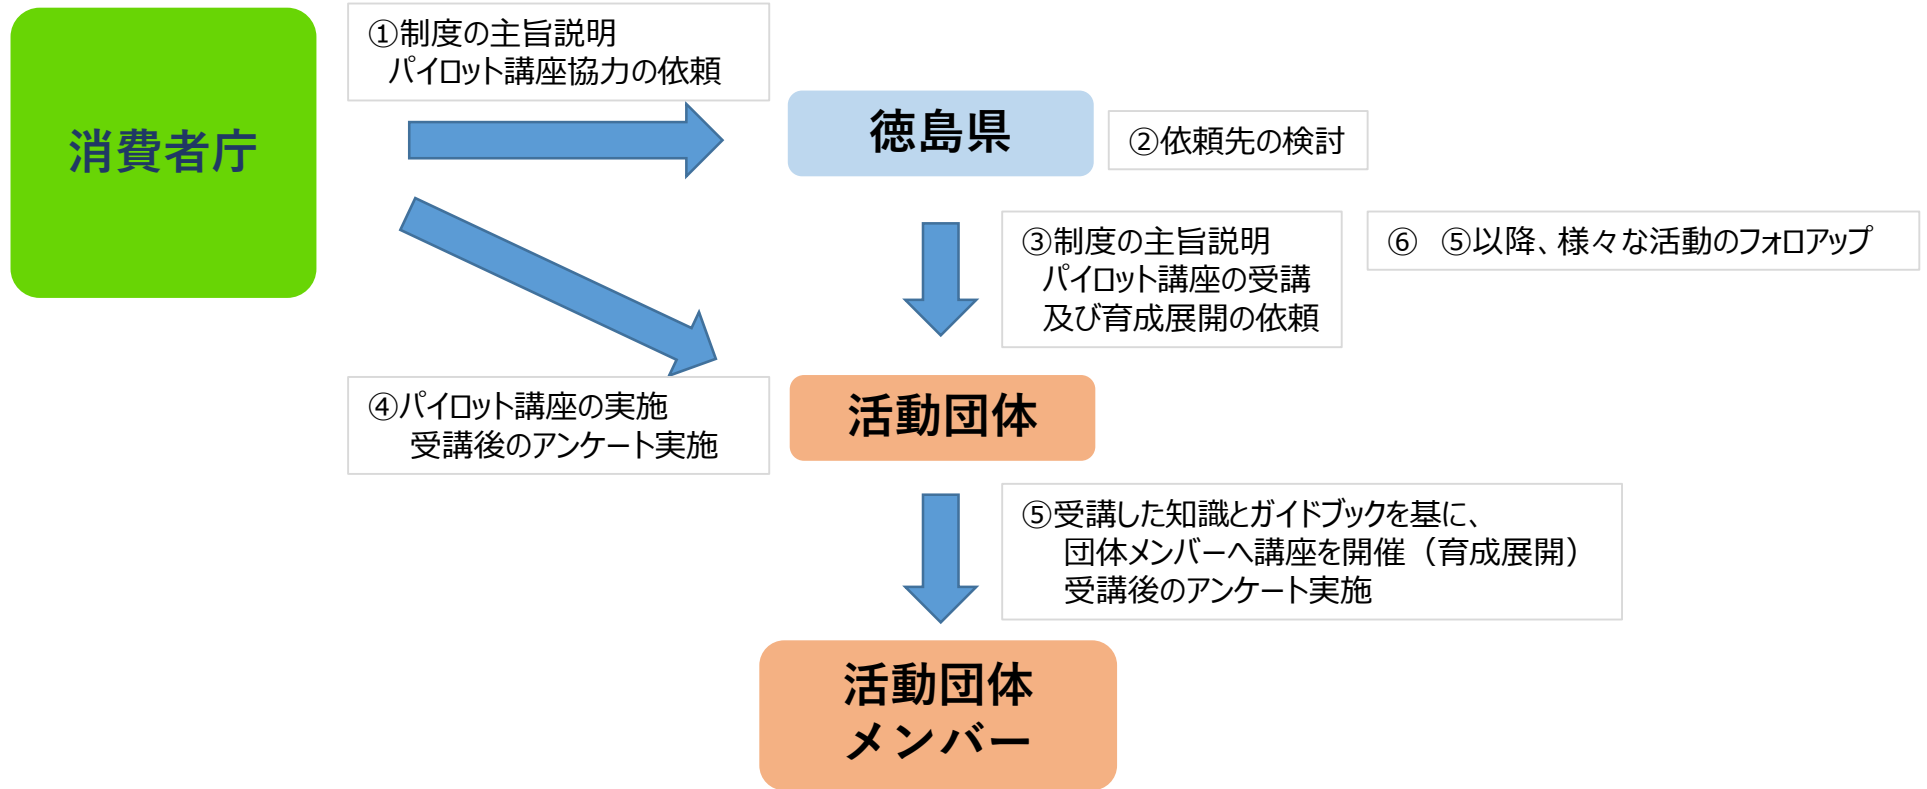 消費者庁
①制度の主旨説明
パイロット講座協力の依頼
徳島県
②依頼先の検討
③制度の主旨説明
パイロット講座の受講
及び育成展開の依頼
⑥ ⑤以降、様々な活動のフォロアップ
④パイロット講座の実施
受講後のアンケート実施
活動団体
⑤受講した知識とガイドブックを基に、
団体メンバーへ講座を開催（育成展開）
受講後のアンケート実施
活動団体
メンバー